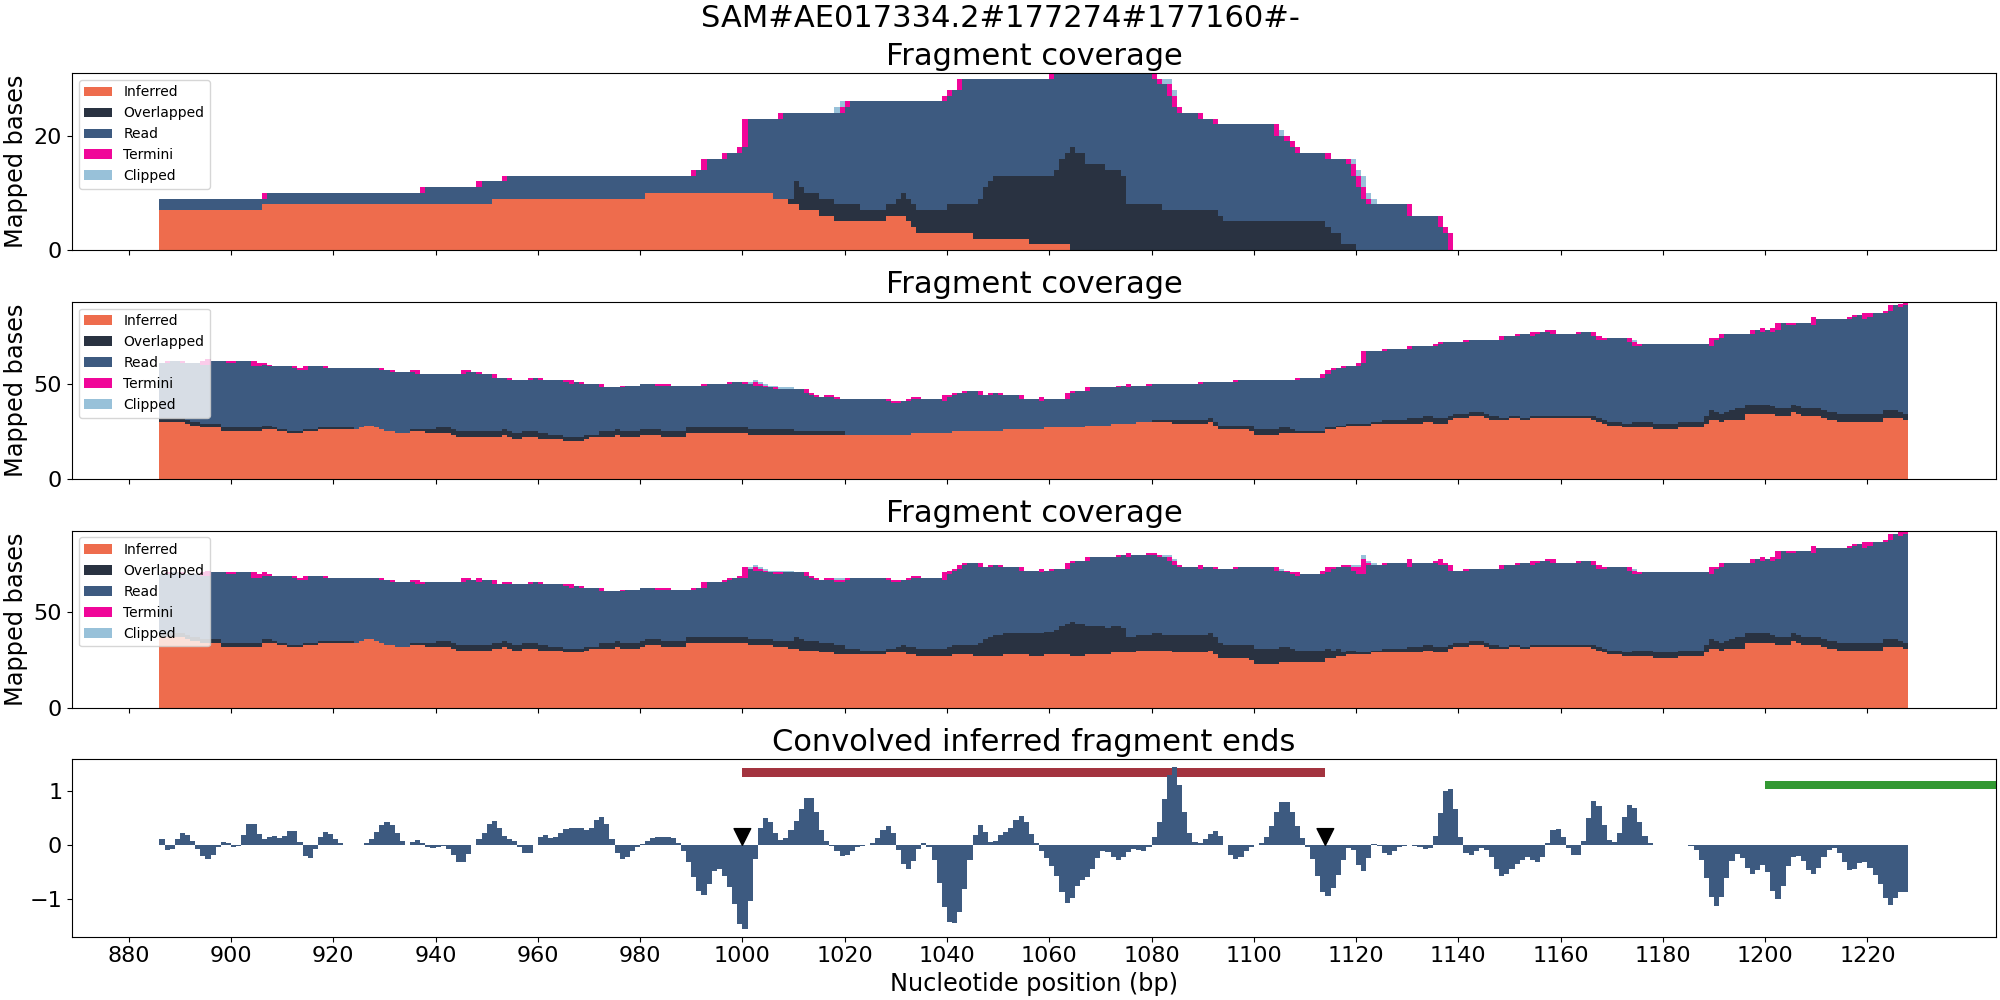 SAM#AE017334.2#177274#177160#-
Fragment coverage
Mapped bases
20
0
Inferred
Overlapped
Read
Termini
Clipped
Fragment coverage
Mapped bases
50
0
Inferred
Overlapped
Read
Termini
Clipped
Fragment coverage
Mapped bases
50
0
Inferred
Overlapped
Read
Termini
Clipped
Convolved inferred fragment ends
1
0
−1
880 900 920 940 960 980 1000 1020 1040 1060 1080 1100 1120 1140 1160 1180 1200 1220
Nucleotide position (bp)